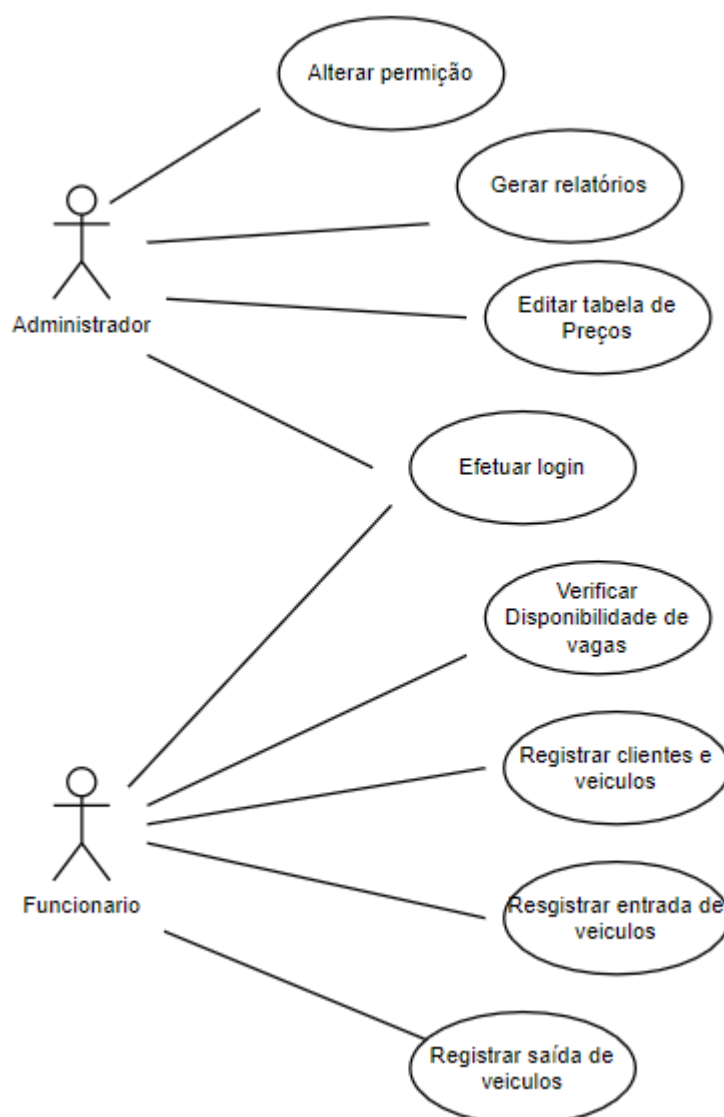 Alterar permição
Gerar relatórios
Editar tabela de
Preços
Administrador
Efetuar login
Verificar
Disponibilidade de
vagas
Registrar clientes e
veiculos
Funcionario
Resgistrar entrada de
veiculos
Registrar saída de
veiculos